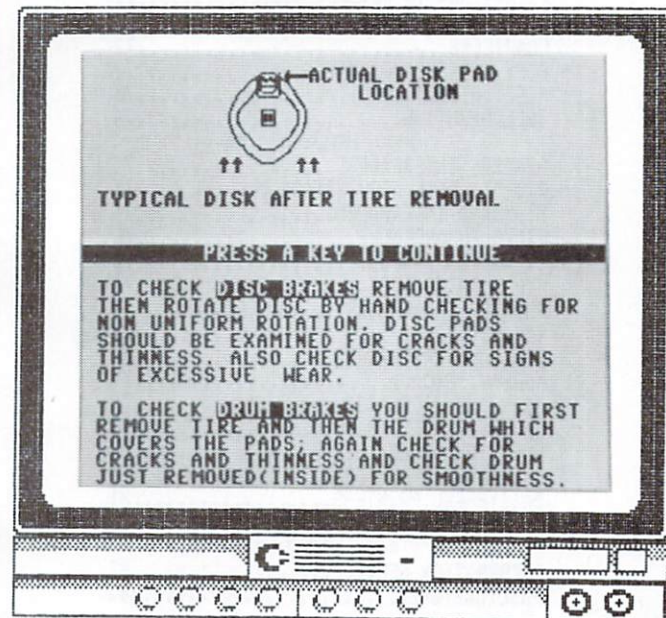 ←ACTUAL DISK PAD
LOCATION
↑↑ ↑↑
TYPICAL DISK AFTER TIRE REMOVAL
PRESS A KEY TO CONTINUE
TO CHECK DISC BRAKES REMOVE TIRE
THEN ROTATE DISC BY HAND CHECKING FOR
NON UNIFORM ROTATION. DISC PADS
SHOULD BE EXAMINED FOR CRACKS AND
THINNESS. ALSO CHECK DISC FOR SIGNS
OF EXCESSIVE WEAR.
TO CHECK DRUM BRAKES YOU SHOULD FIRST
REMOVE TIRE AND THEN THE DRUM WHICH
COVERS THE PADS; AGAIN CHECK FOR
CRACKS AND THINNESS AND CHECK DRUM
JUST REMOVED(INSIDE) FOR SMOOTHNESS.